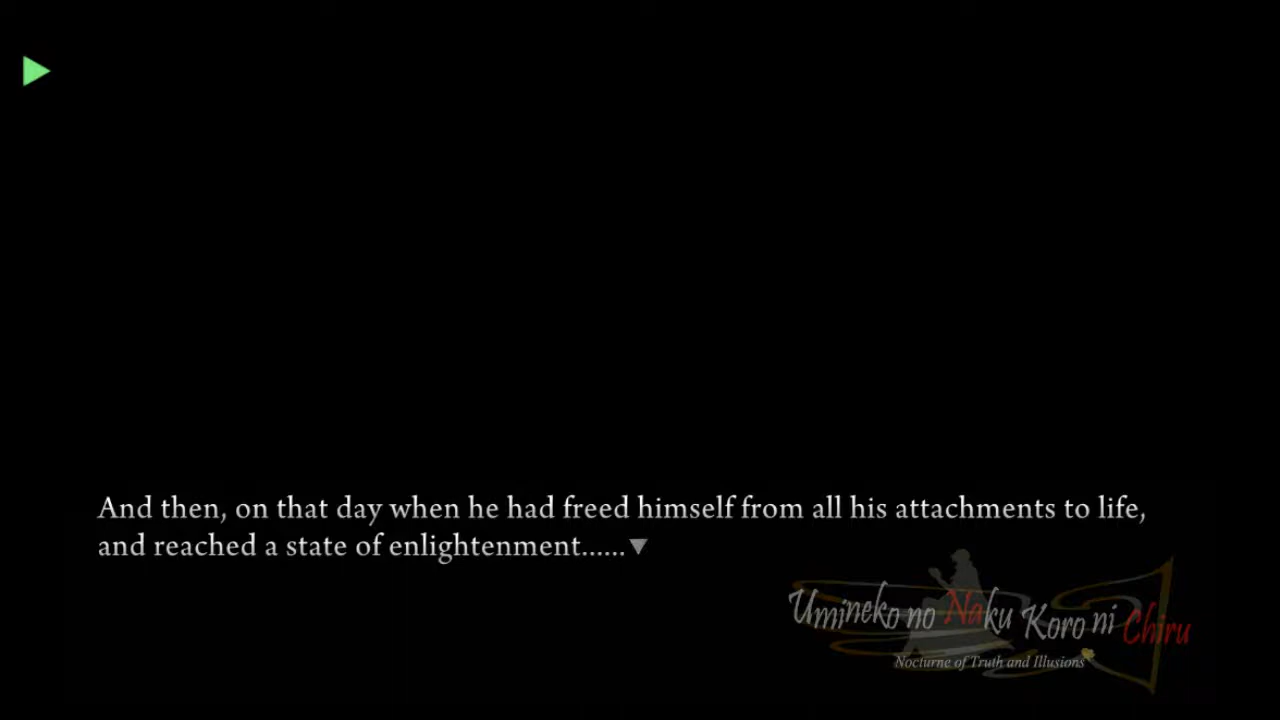 And then, on that day when he had freed himself from all his attachments to life,
and reached a state of enlightenment......
Umineko no Naku Koro ni Chiru
Nocturne of Truth and Illusions